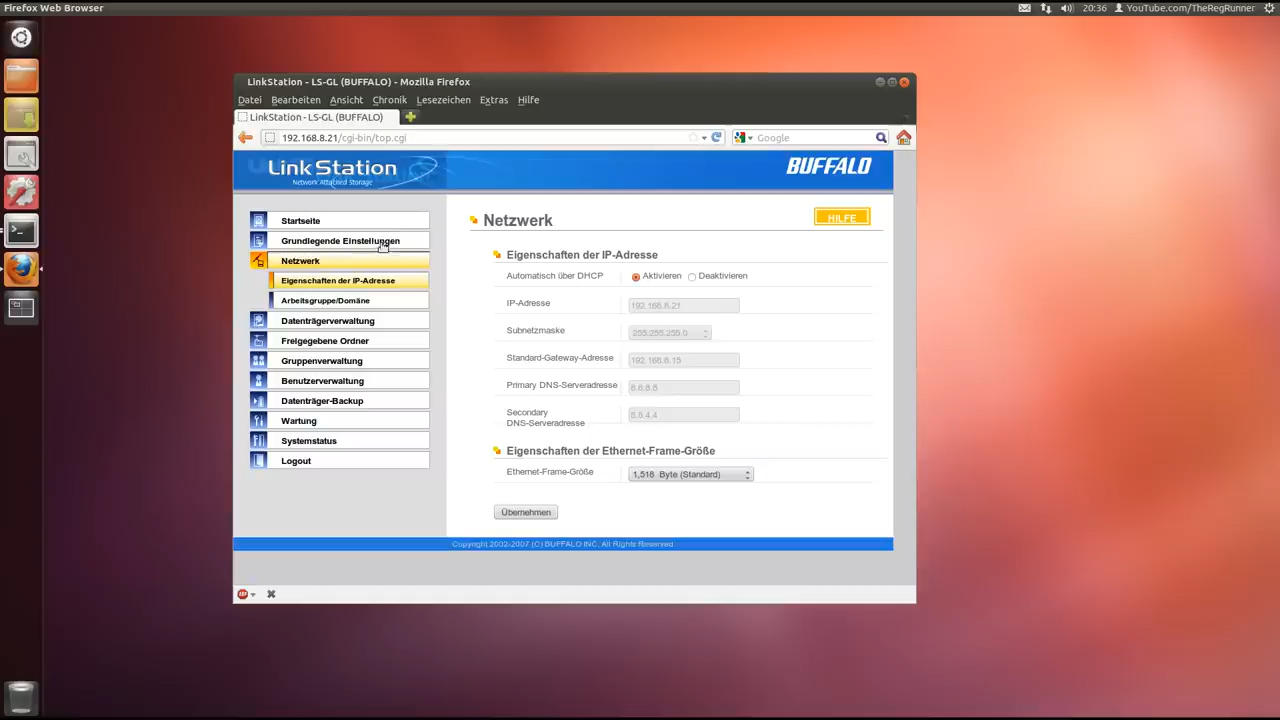 Firefox Web Browser
20:36 YouTube.com/TheRegRunner
LinkStation - LS-GL (BUFFALO) - Mozilla Firefox
Datei Bearbeiten Ansicht Chronik Lesezeichen Extras Hilfe
LinkStation - LS-GL (BUFFALO)
192.168.8.21/cgi-bin/top.cgi
Google
Link Station
Network Attached Storage
BUFFALO
Startseite
Grundlegende Einstellungen
Netzwerk
Eigenschaften der IP-Adresse
Arbeitsgruppe/Domäne
Datenträgerverwaltung
Freigegebene Ordner
Gruppenverwaltung
Benutzerverwaltung
Datenträger-Backup
Wartung
Systemstatus
Logout
Netzwerk
HILFE
Eigenschaften der IP-Adresse
Automatisch über DHCP Aktivieren Deaktivieren
IP-Adresse 192.168.8.21
Subnetzmaske 255.255.255.0
Standard-Gateway-Adresse 192.168.8.15
Primary DNS-Serveradresse 8.8.8.8
Secondary
DNS-Serveradresse 8.8.4.4
Eigenschaften der Ethernet-Frame-Größe
Ethernet-Frame-Größe 1,518 Byte (Standard)
Übernehmen
Copyright 2002-2007 (C) BUFFALO INC. All Rights Reserved